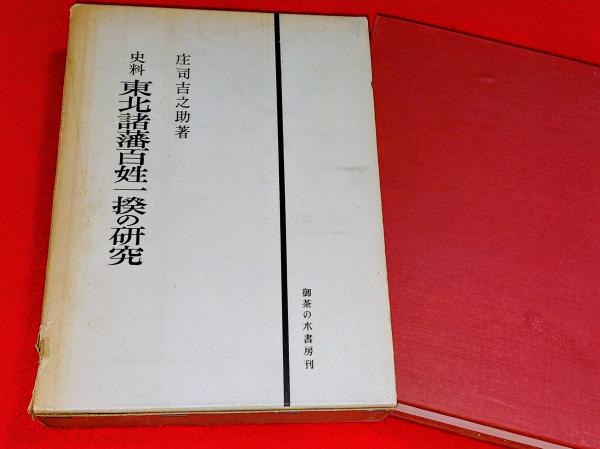 庄司吉之助著
史料 東北諸藩百姓一揆の研究
御茶の水書房刊